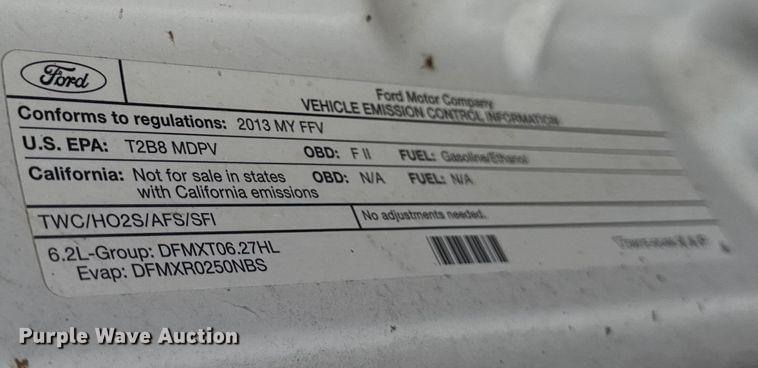 Ford
Ford Motor Company
VEHICLE EMISSION CONTROL INFORMATION
Conforms to regulations: 2013 MY FFV
U.S. EPA: T2B8 MDPV OBD: F II FUEL: Gasoline/Ethanol
California: Not for sale in states OBD: N/A FUEL: N/A
with California emissions
TWC/HO2S/AFS/SFI No adjustments needed.
6.2L-Group: DFMXT06.27HL
Evap: DFMXR0250NBS
Purple Wave Auction